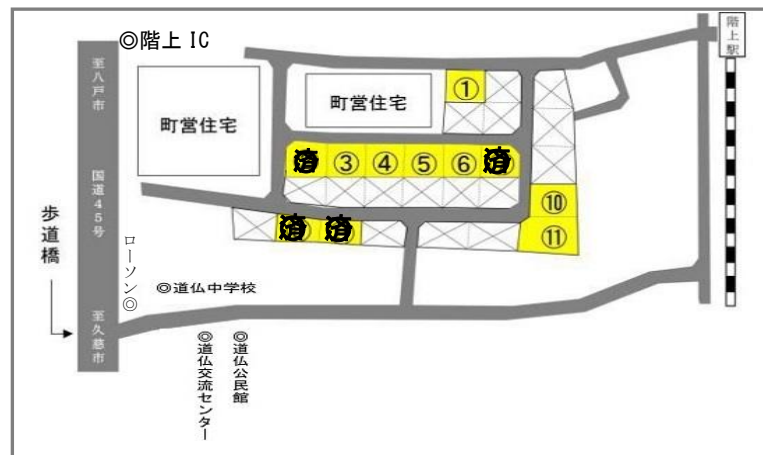 ◎階上 IC
階上駅
至八戸市
町営住宅
町営住宅
①
済
③
④
⑤
⑥
済
国道45号
⑩
歩道橋
済
済
⑪
ローソン◎
◎道仏中学校
至久慈市
◎道仏公民館
◎道仏交流センター